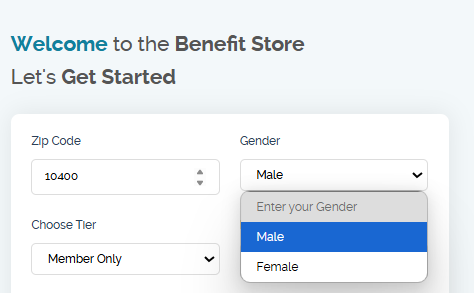 Welcome to the Benefit Store
Let's Get Started
Zip Code
Gender
10400
Male
Enter your Gender
Male
Female
Choose Tier
Member Only